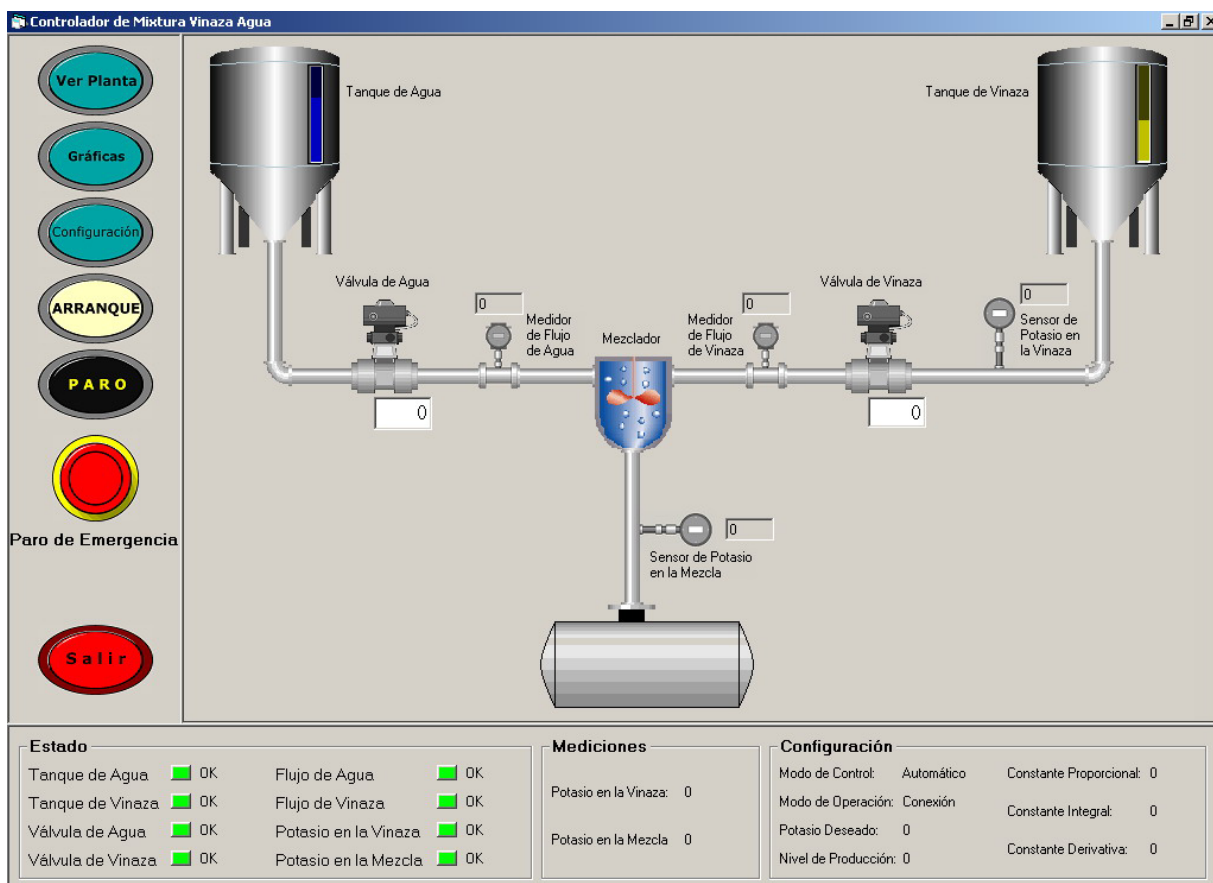 Controlador de Mixtura Vinaza Agua
Ver Planta
Gráficas
Configuración
ARRANQUE
PARO
Paro de Emergencia
Salir
Tanque de Agua
Tanque de Vinaza
Válvula de Agua
0
Medidor
de Flujo
de Agua
0
Mezclador
Medidor
de Flujo
de Vinaza
0
Válvula de Vinaza
0
Sensor de
Potasio en
la Vinaza
0
0
Sensor de Potasio
en la Mezcla
Estado
Tanque de Agua OK
Tanque de Vinaza OK
Válvula de Agua OK
Válvula de Vinaza OK
Flujo de Agua OK
Flujo de Vinaza OK
Potasio en la Vinaza OK
Potasio en la Mezcla OK
Mediciones
Potasio en la Vinaza: 0
Potasio en la Mezcla 0
Configuración
Modo de Control: Automático
Modo de Operación: Conexión
Potasio Deseado: 0
Nivel de Producción: 0
Constante Proporcional: 0
Constante Integral: 0
Constante Derivativa: 0